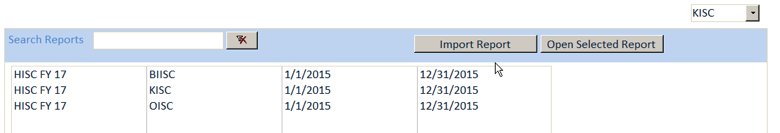 KISC
Search Reports Import Report Open Selected Report
HISC FY 17 BIISC 1/1/2015 12/31/2015
HISC FY 17 KISC 1/1/2015 12/31/2015
HISC FY 17 OISC 1/1/2015 12/31/2015